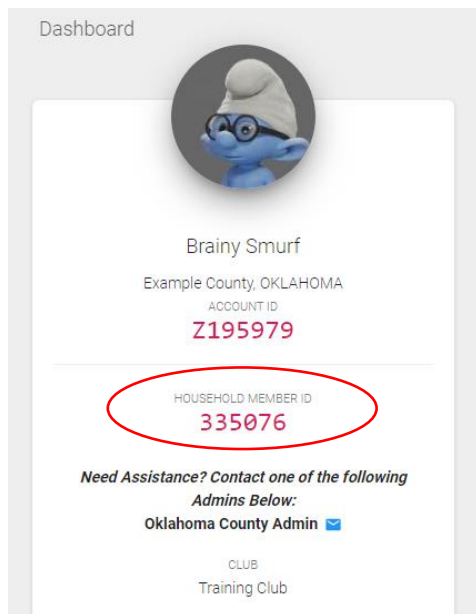 Dashboard
Brainy Smurf
Example County, OKLAHOMA
ACCOUNT ID
Z195979
HOUSEHOLD MEMBER ID
335076
Need Assistance? Contact one of the following
Admins Below:
Oklahoma County Admin
CLUB
Training Club